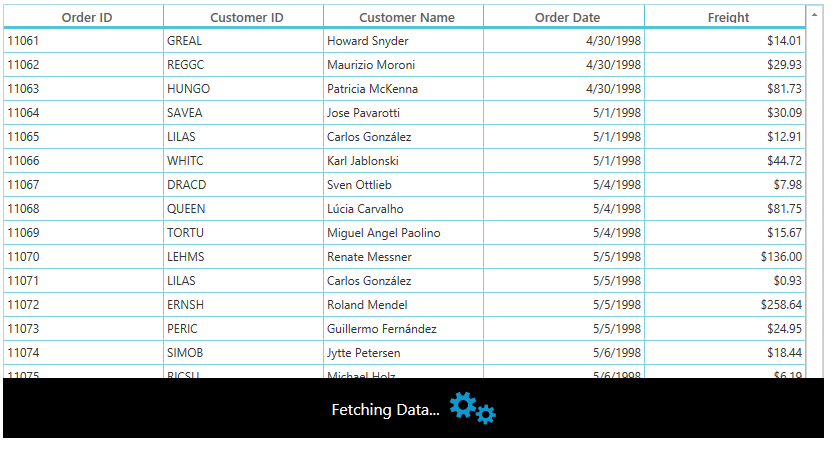 Order ID Customer ID Customer Name Order Date Freight
11061 GREAL Howard Snyder 4/30/1998 $14.01
11062 REGGC Maurizio Moroni 4/30/1998 $29.93
11063 HUNGO Patricia McKenna 4/30/1998 $81.73
11064 SAVEA Jose Pavarotti 5/1/1998 $30.09
11065 LILAS Carlos González 5/1/1998 $12.91
11066 WHITC Karl Jablonski 5/1/1998 $44.72
11067 DRACD Sven Ottlieb 5/4/1998 $7.98
11068 QUEEN Lúcia Carvalho 5/4/1998 $81.75
11069 TORTU Miguel Angel Paolino 5/4/1998 $15.67
11070 LEHMS Renate Messner 5/5/1998 $136.00
11071 LILAS Carlos González 5/5/1998 $0.93
11072 ERNSH Roland Mendel 5/5/1998 $258.64
11073 PERIC Guillermo Fernández 5/5/1998 $24.95
11074 SIMOB Jytte Petersen 5/6/1998 $18.44
11075 RICSU Michael Holz 5/6/1998 $6.19
Fetching Data...